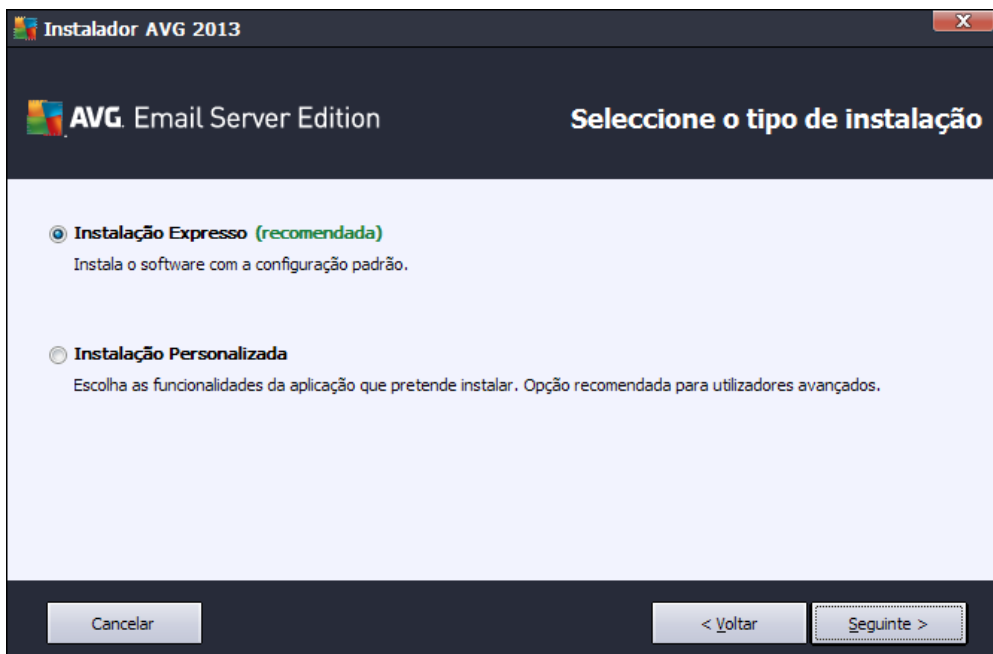 Instalador AVG 2013
AVG. Email Server Edition
Seleccione o tipo de instalação
Instalação Expresso (recomendada)
Instala o software com a configuração padrão.
Instalação Personalizada
Escolha as funcionalidades da aplicação que pretende instalar. Opção recomendada para utilizadores avançados.
Cancelar
< Voltar
Seguinte >